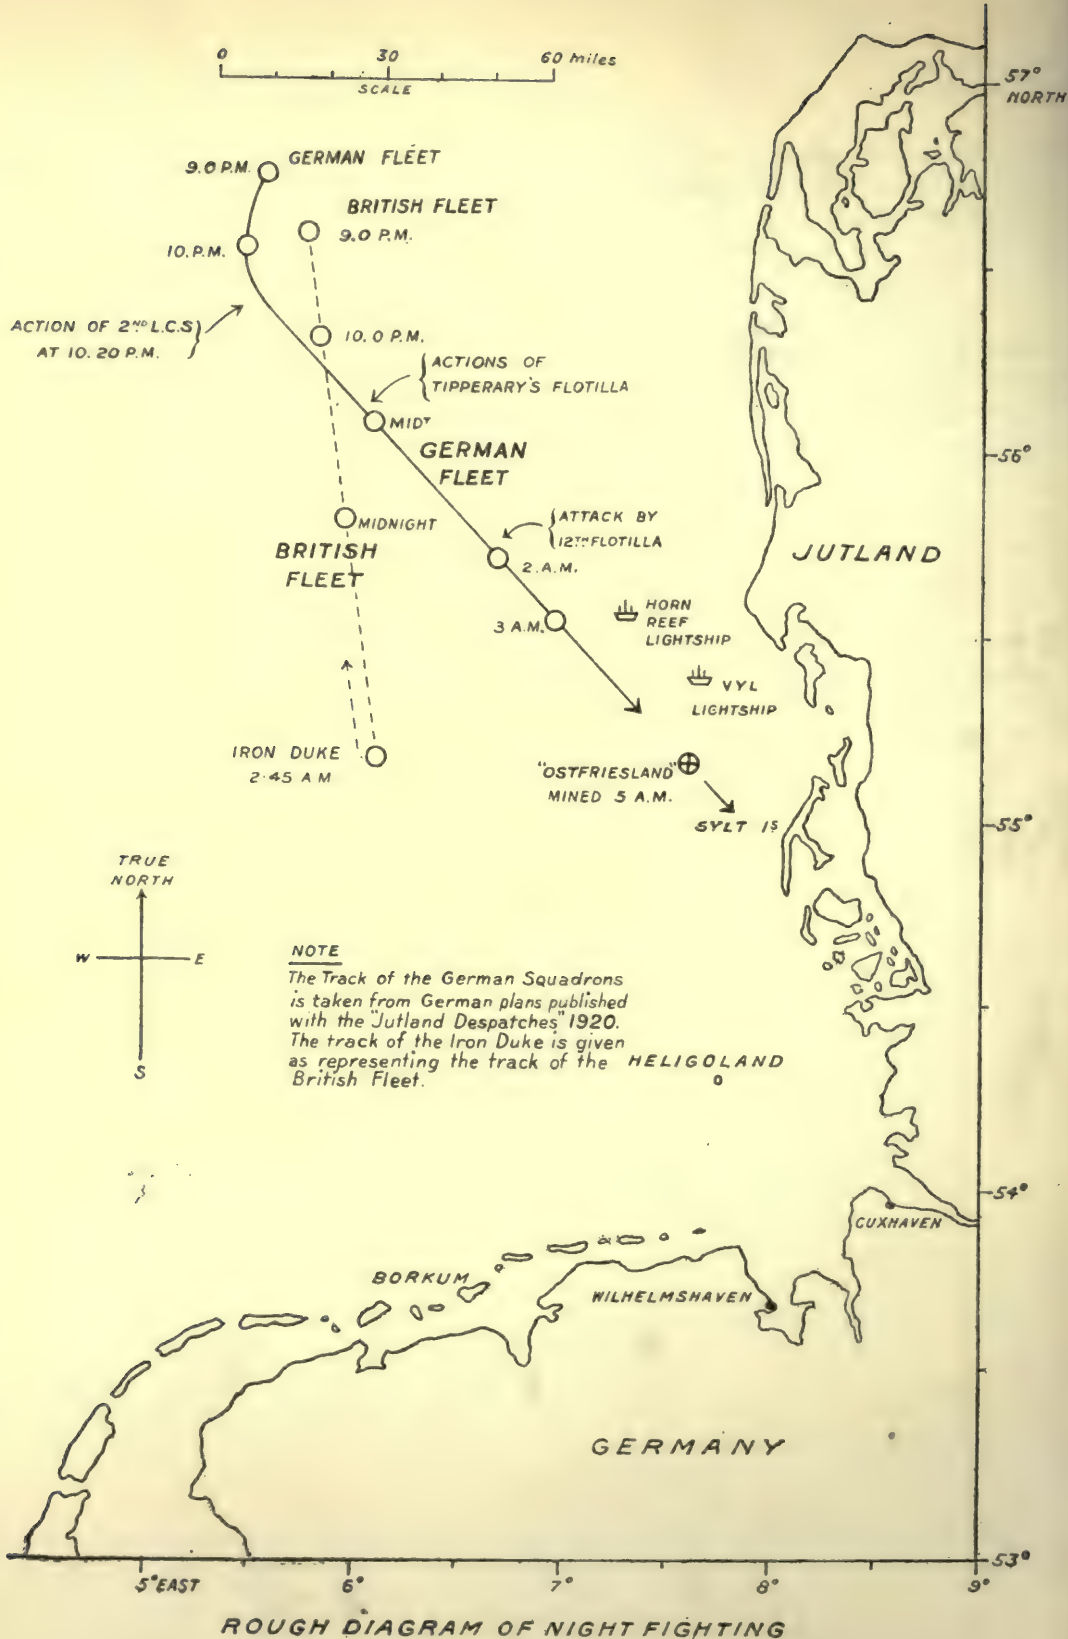 0 30 60 miles
SCALE
57°
NORTH
9.0 P.M. GERMAN FLEET
BRITISH FLEET
9.0 P.M.
10. P.M.
ACTION OF 2ND L.C.S
AT 10.20 P.M.
10.0 P.M.
ACTIONS OF
TIPPERARY'S FLOTILLA
MIDT
GERMAN
FLEET
56°
MIDNIGHT
BRITISH
FLEET
ATTACK BY
12TH FLOTILLA
2. A.M.
JUTLAND
3 A.M.
HORN
REEF
LIGHTSHIP
VYL
LIGHTSHIP
IRON DUKE
2.45 A M
"OSTFRIESLAND"
MINED 5 A.M.
SYLT IS
55°
TRUE
NORTH
W E
S
NOTE
The Track of the German Squadrons
is taken from German plans published
with the "Jutland Despatches" 1920.
The track of the Iron Duke is given
as representing the track of the
British Fleet.
HELIGOLAND
54°
CUXHAVEN
BORKUM
WILHELMSHAVEN
GERMANY
53°
5° EAST 6° 7° 8° 9°
ROUGH DIAGRAM OF NIGHT FIGHTING